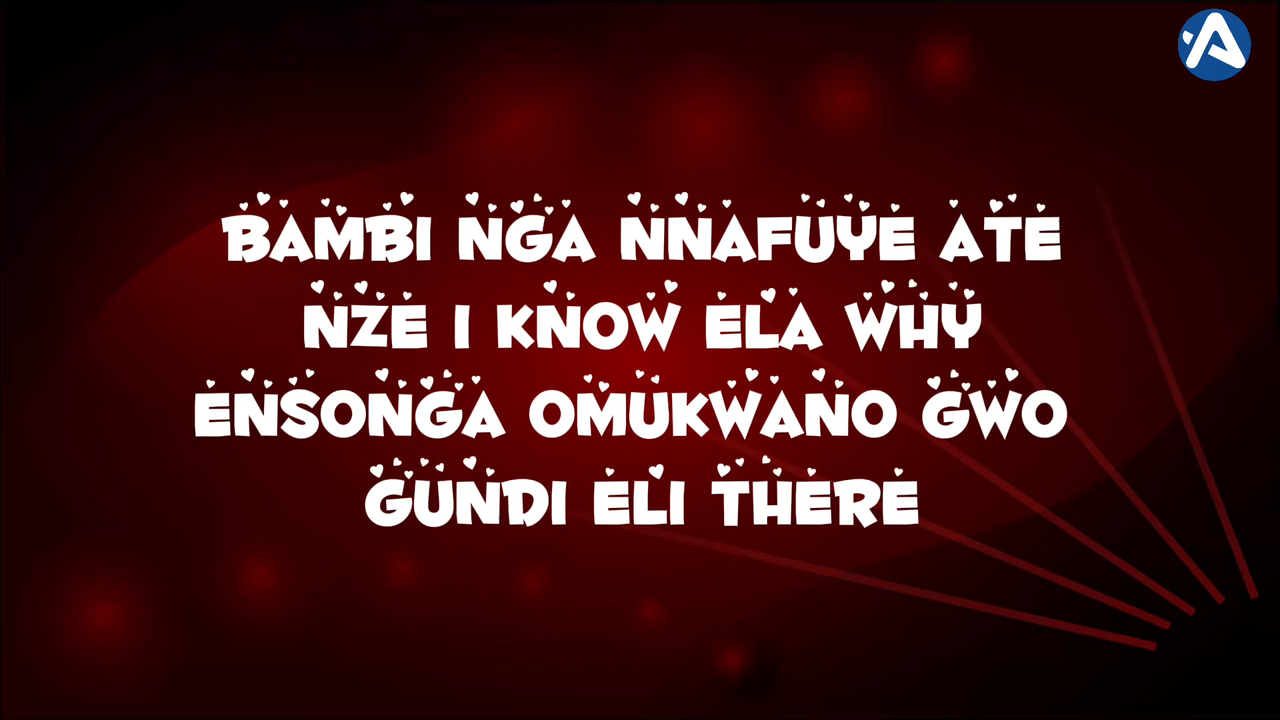 BAMBI NGA NNAFUYE ATE
NZE I KNOW ELA WHY
ENSONGA OMUKWANO GWO
GUNDI ELI THERE